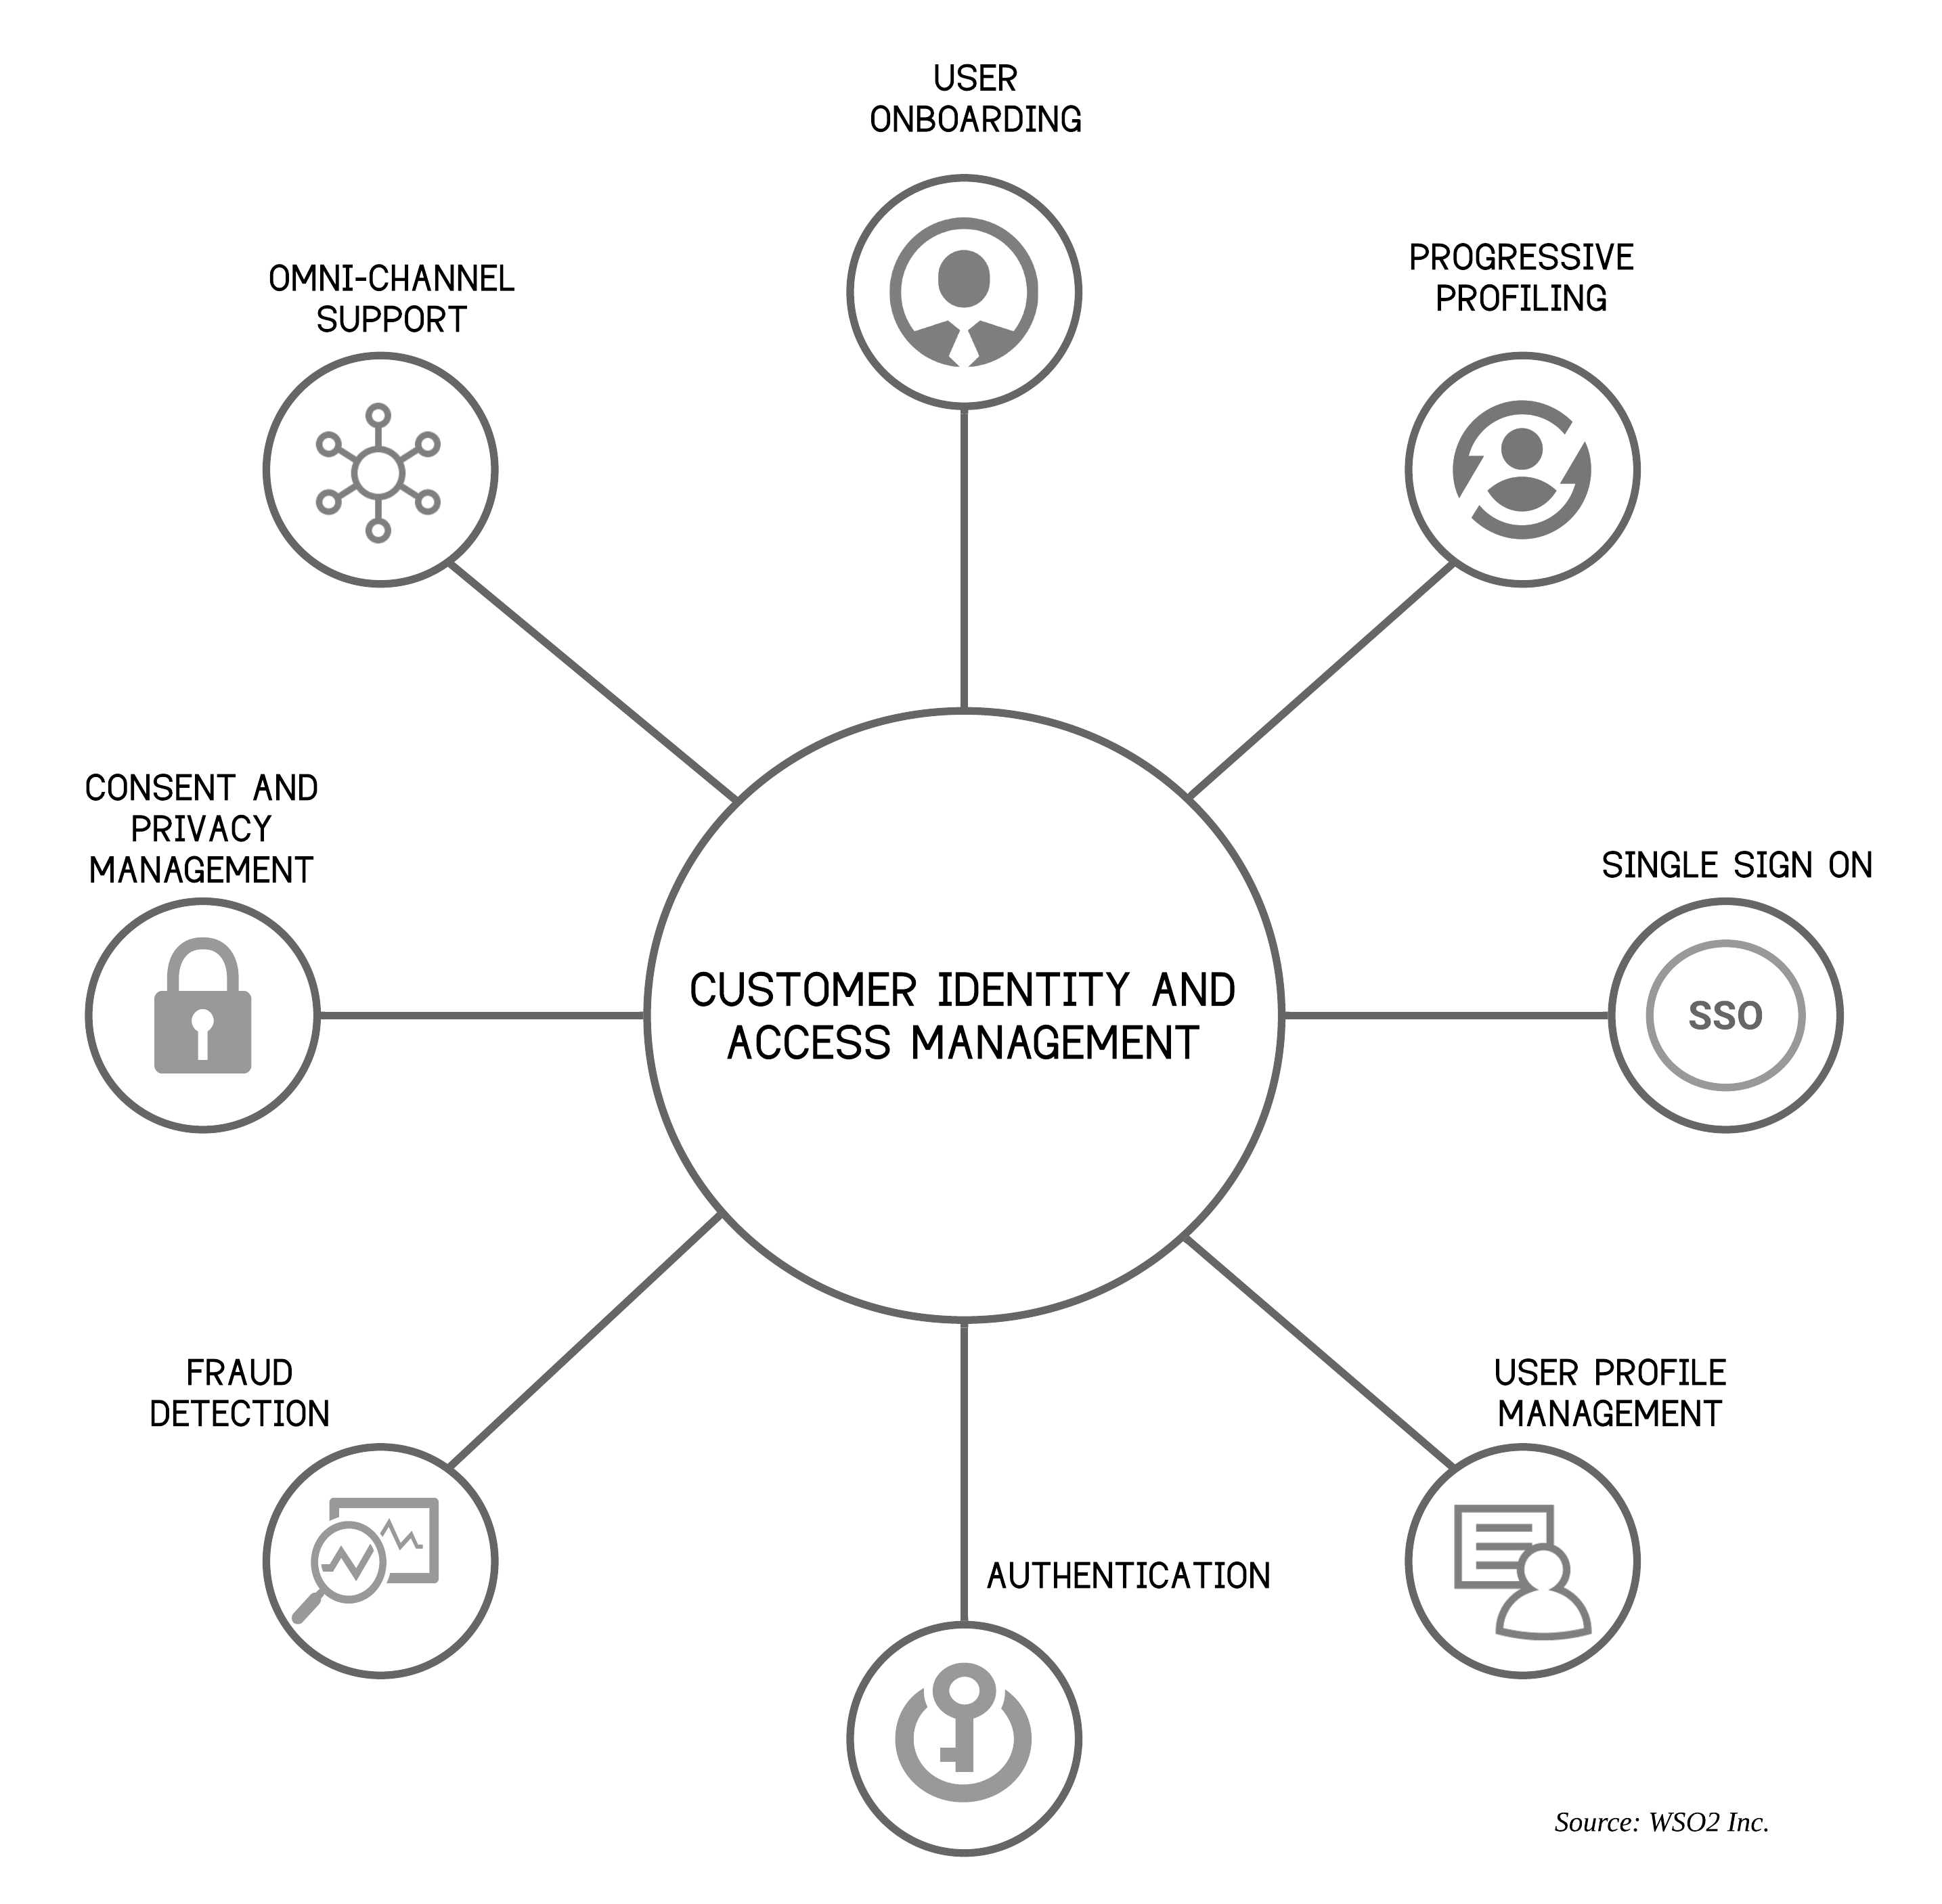 USER
ONBOARDING
PROGRESSIVE
PROFILING
OMNI-CHANNEL
SUPPORT
CONSENT AND
PRIVACY
MANAGEMENT
SINGLE SIGN ON
SSO
CUSTOMER IDENTITY AND
ACCESS MANAGEMENT
FRAUD
DETECTION
USER PROFILE
MANAGEMENT
AUTHENTICATION
Source: WSO2 Inc.